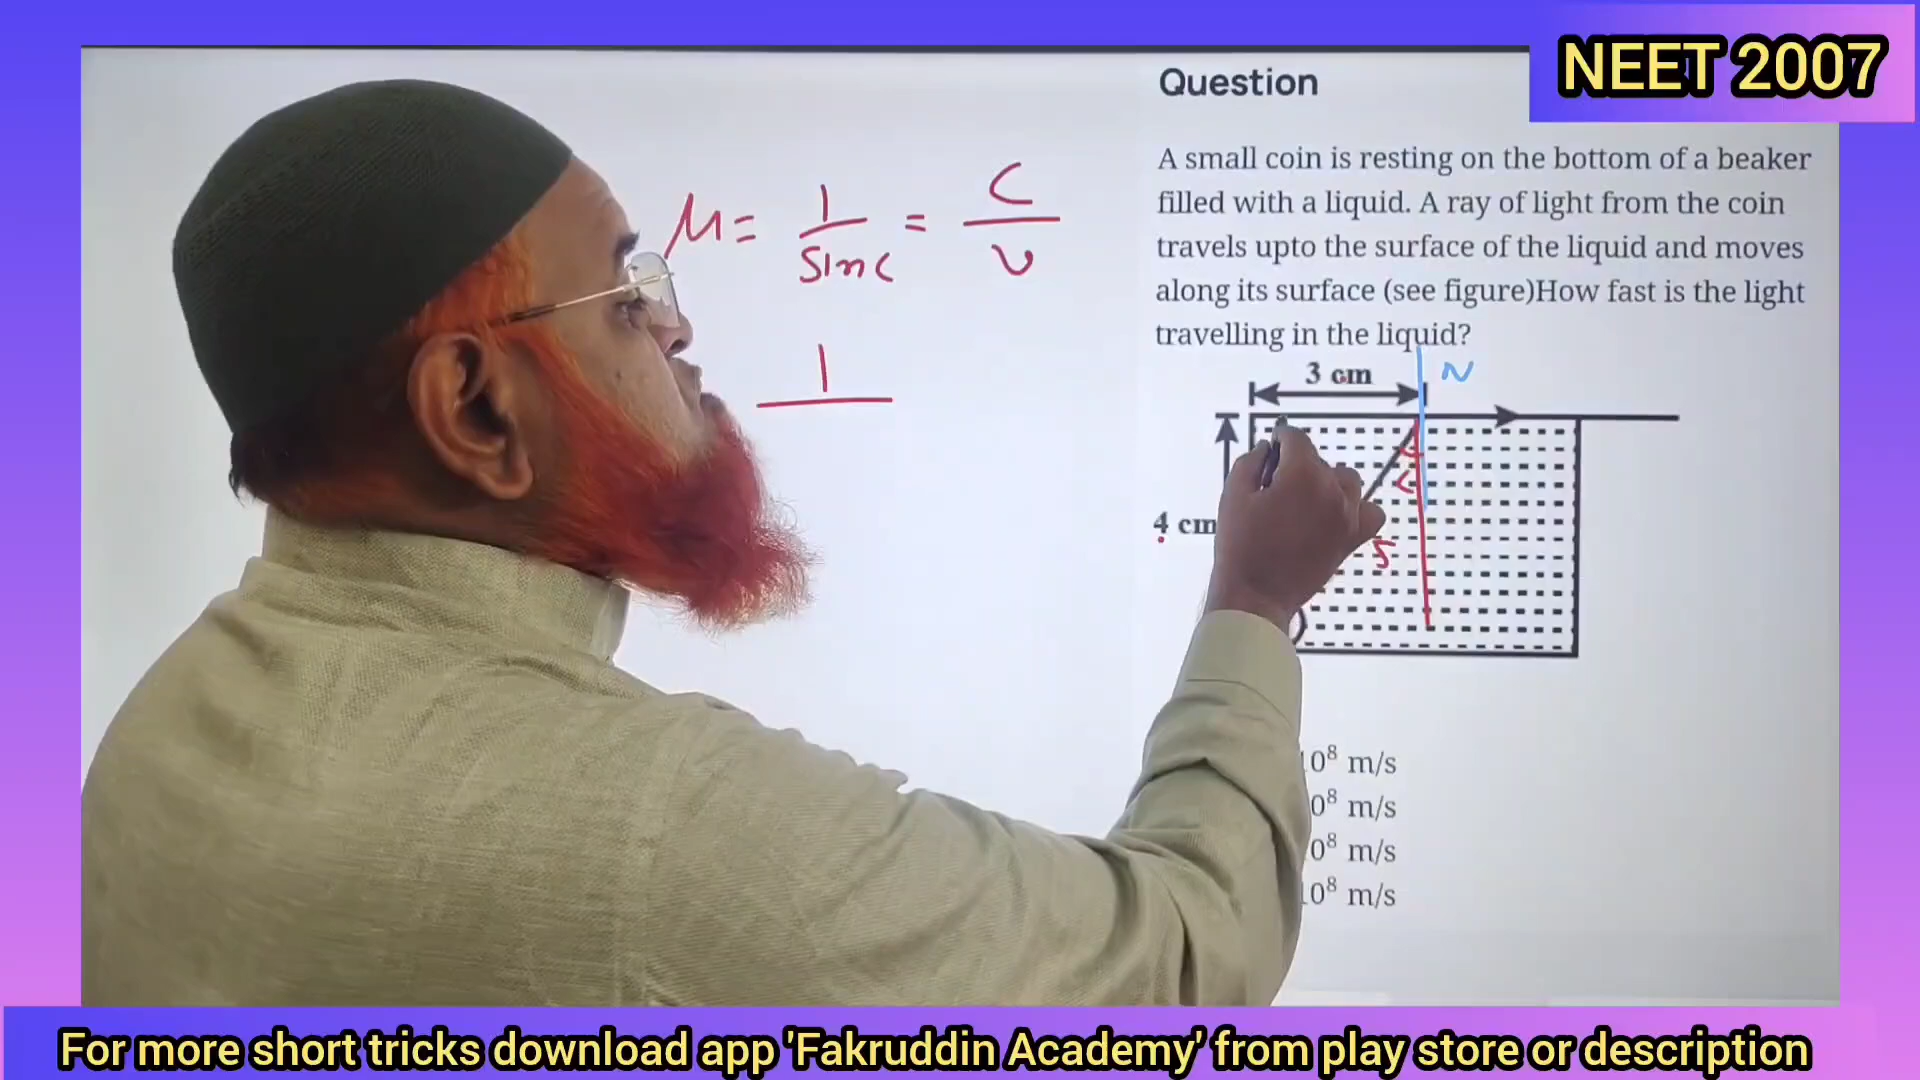 NEET 2007
Question
A small coin is resting on the bottom of a beaker
filled with a liquid. A ray of light from the coin
travels upto the surface of the liquid and moves
along its surface (see figure)How fast is the light
travelling in the liquid?
μ = 1/sinc = c/v
1
3 cm
N
c
4 cm
5
10⁸ m/s
0⁸ m/s
0⁸ m/s
10⁸ m/s
For more short tricks download app 'Fakruddin Academy' from play store or description